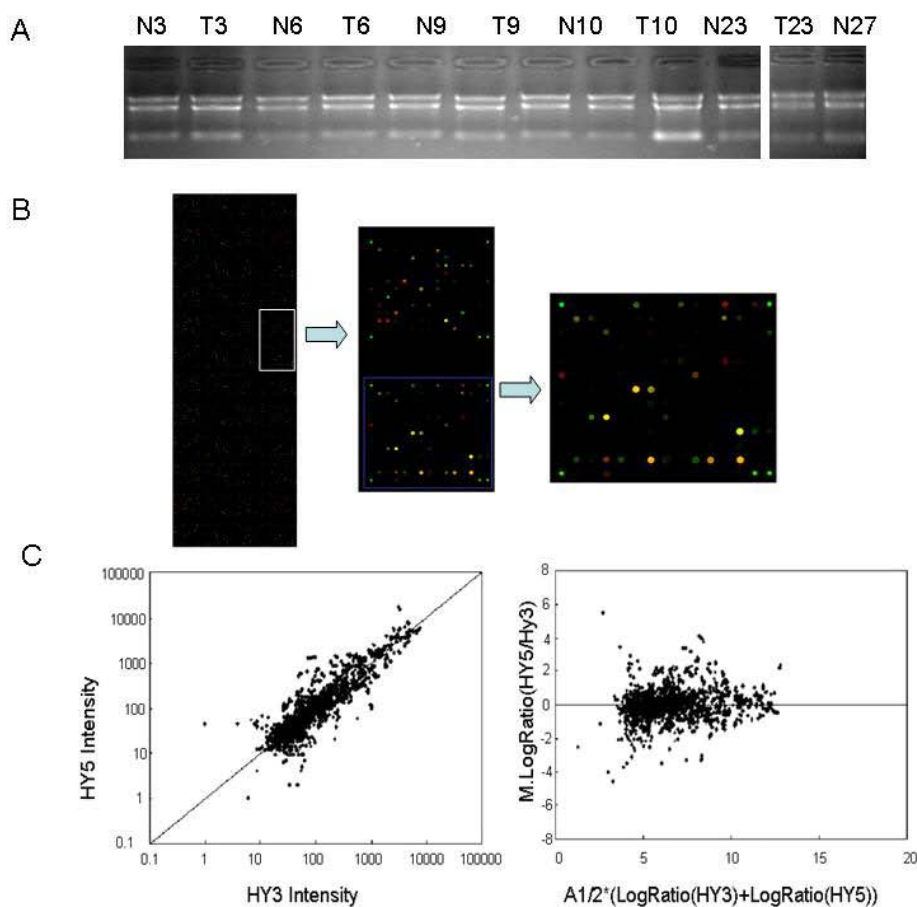 A
N3 T3 N6 T6 N9 T9 N10 T10 N23 T23 N27
B
C
100000
10000
1000
100
10
1
0.1
HY5 Intensity
0.1 1 10 100 1000 10000 100000
HY3 Intensity
8
6
4
2
0
-2
-4
-6
-8
M.LogRatio(HY5/Hy3)
0 5 10 15 20
A1/2*(LogRatio(HY3)+LogRatio(HY5))